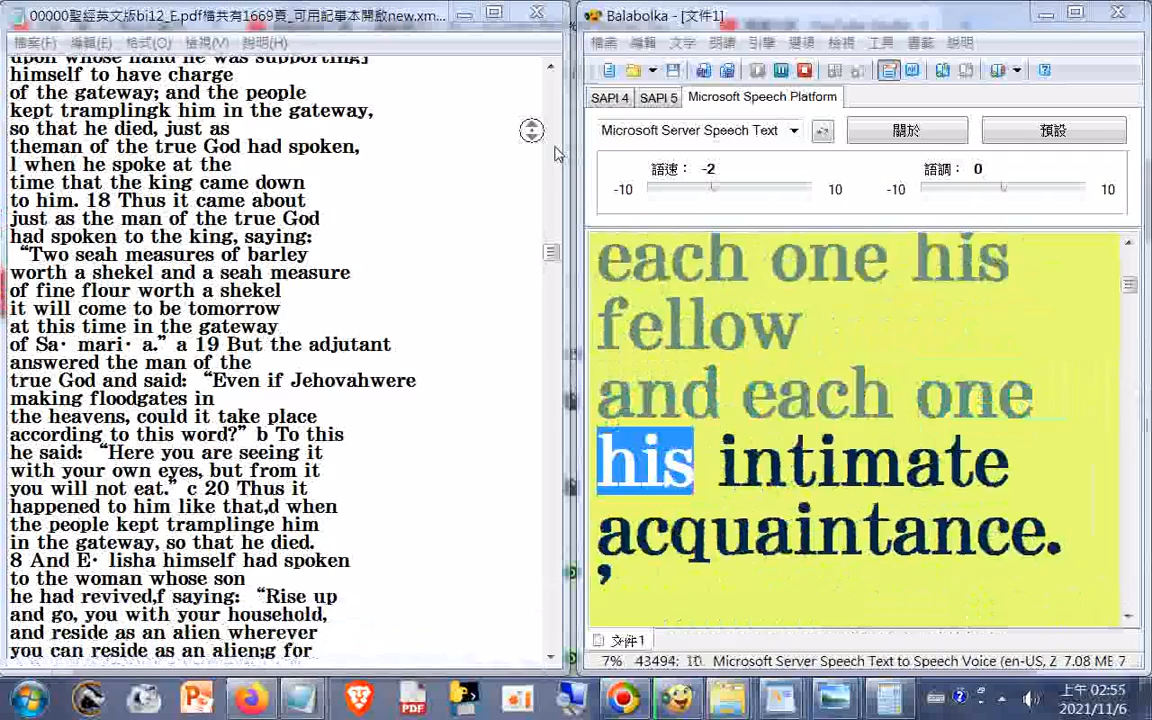 00000聖經英文版bi12_E.pdf檔共有1669頁_可用記事本開啟new.xm...
檔案(F) 編輯(E) 格式(O) 檢視(V) 說明(H)
upon whose hand he was supporting]
himself to have charge
of the gateway; and the people
kept tramplingk him in the gateway,
so that he died, just as
theman of the true God had spoken,
l when he spoke at the
time that the king came down
to him. 18 Thus it came about
just as the man of the true God
had spoken to the king, saying:
“Two seah measures of barley
worth a shekel and a seah measure
of fine flour worth a shekel
it will come to be tomorrow
at this time in the gateway
of Sa· mari· a.” a 19 But the adjutant
answered the man of the
true God and said: “Even if Jehovahwere
making floodgates in
the heavens, could it take place
according to this word?” b To this
he said: “Here you are seeing it
with your own eyes, but from it
you will not eat.” c 20 Thus it
happened to him like that,d when
the people kept tramplinge him
in the gateway, so that he died.
8 And E· lisha himself had spoken
to the woman whose son
he had revived,f saying: “Rise up
and go, you with your household,
and reside as an alien wherever
you can reside as an alien;g for
Balabolka - [文件1]
檔案 編輯 文字 朗讀 引擎 選項 檢視 工具 書籤 說明
SAPI 4 SAPI 5 Microsoft Speech Platform
Microsoft Server Speech Text 關於 預設
語速： -2 語調： 0
-10 10 -10 10
each one his
fellow
and each one
his intimate
acquaintance.
’
文件1
7% 43494: 10. Microsoft Server Speech Text to Speech Voice (en-US, Z 7.08 ME 7
PDF
上午 02:55
2021/11/6